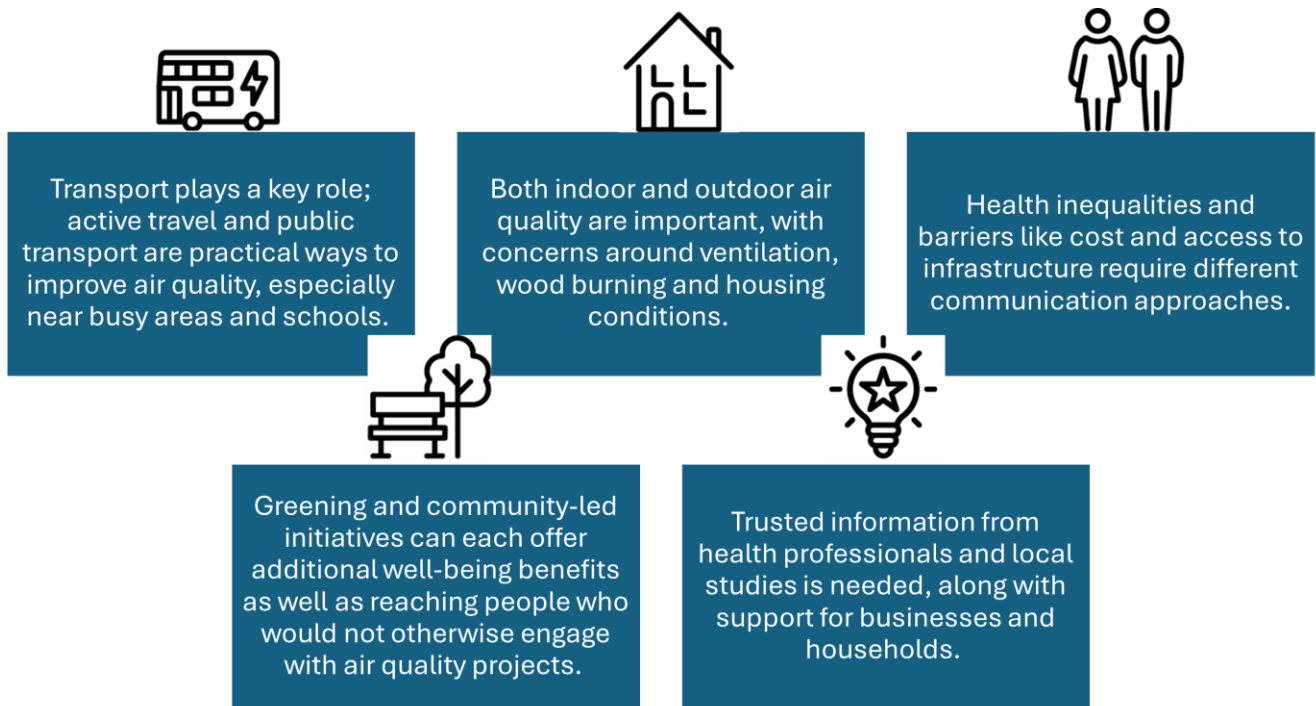 Transport plays a key role;
active travel and public
transport are practical ways to
improve air quality, especially
near busy areas and schools.
Both indoor and outdoor air
quality are important, with
concerns around ventilation,
wood burning and housing
conditions.
Health inequalities and
barriers like cost and access to
infrastructure require different
communication approaches.
Greening and community-led
initiatives can each offer
additional well-being benefits
as well as reaching people who
would not otherwise engage
with air quality projects.
Trusted information from
health professionals and local
studies is needed, along with
support for businesses and
households.